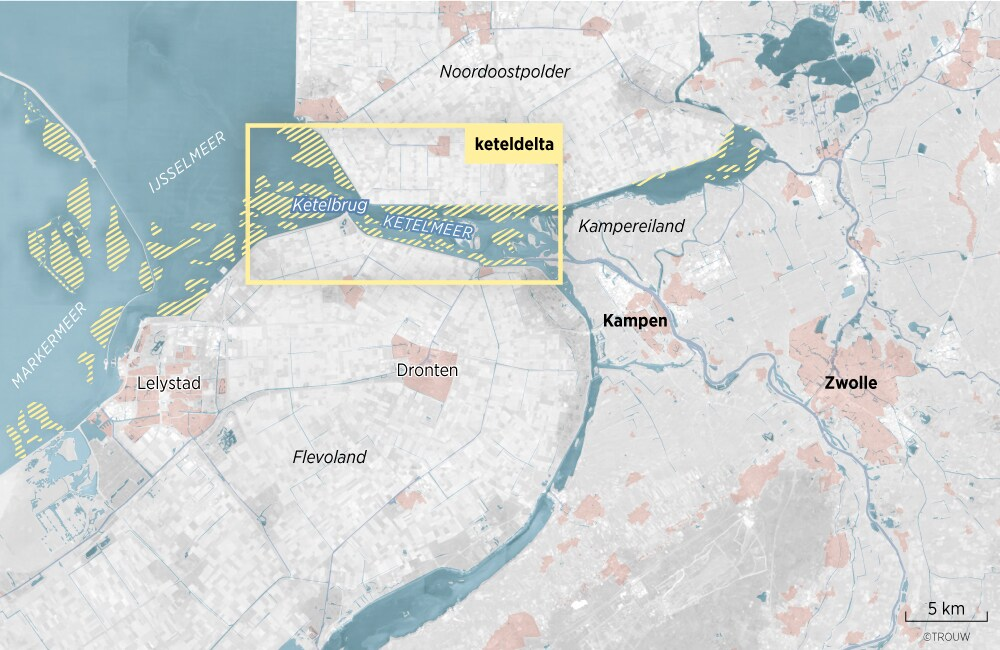 Noordoostpolder
keteldelta
IJSSELMEER
Ketelbrug
KETELMEER
Kampereiland
MARKERMEER
Kampen
Lelystad
Dronten
Zwolle
Flevoland
5 km
©TROUW